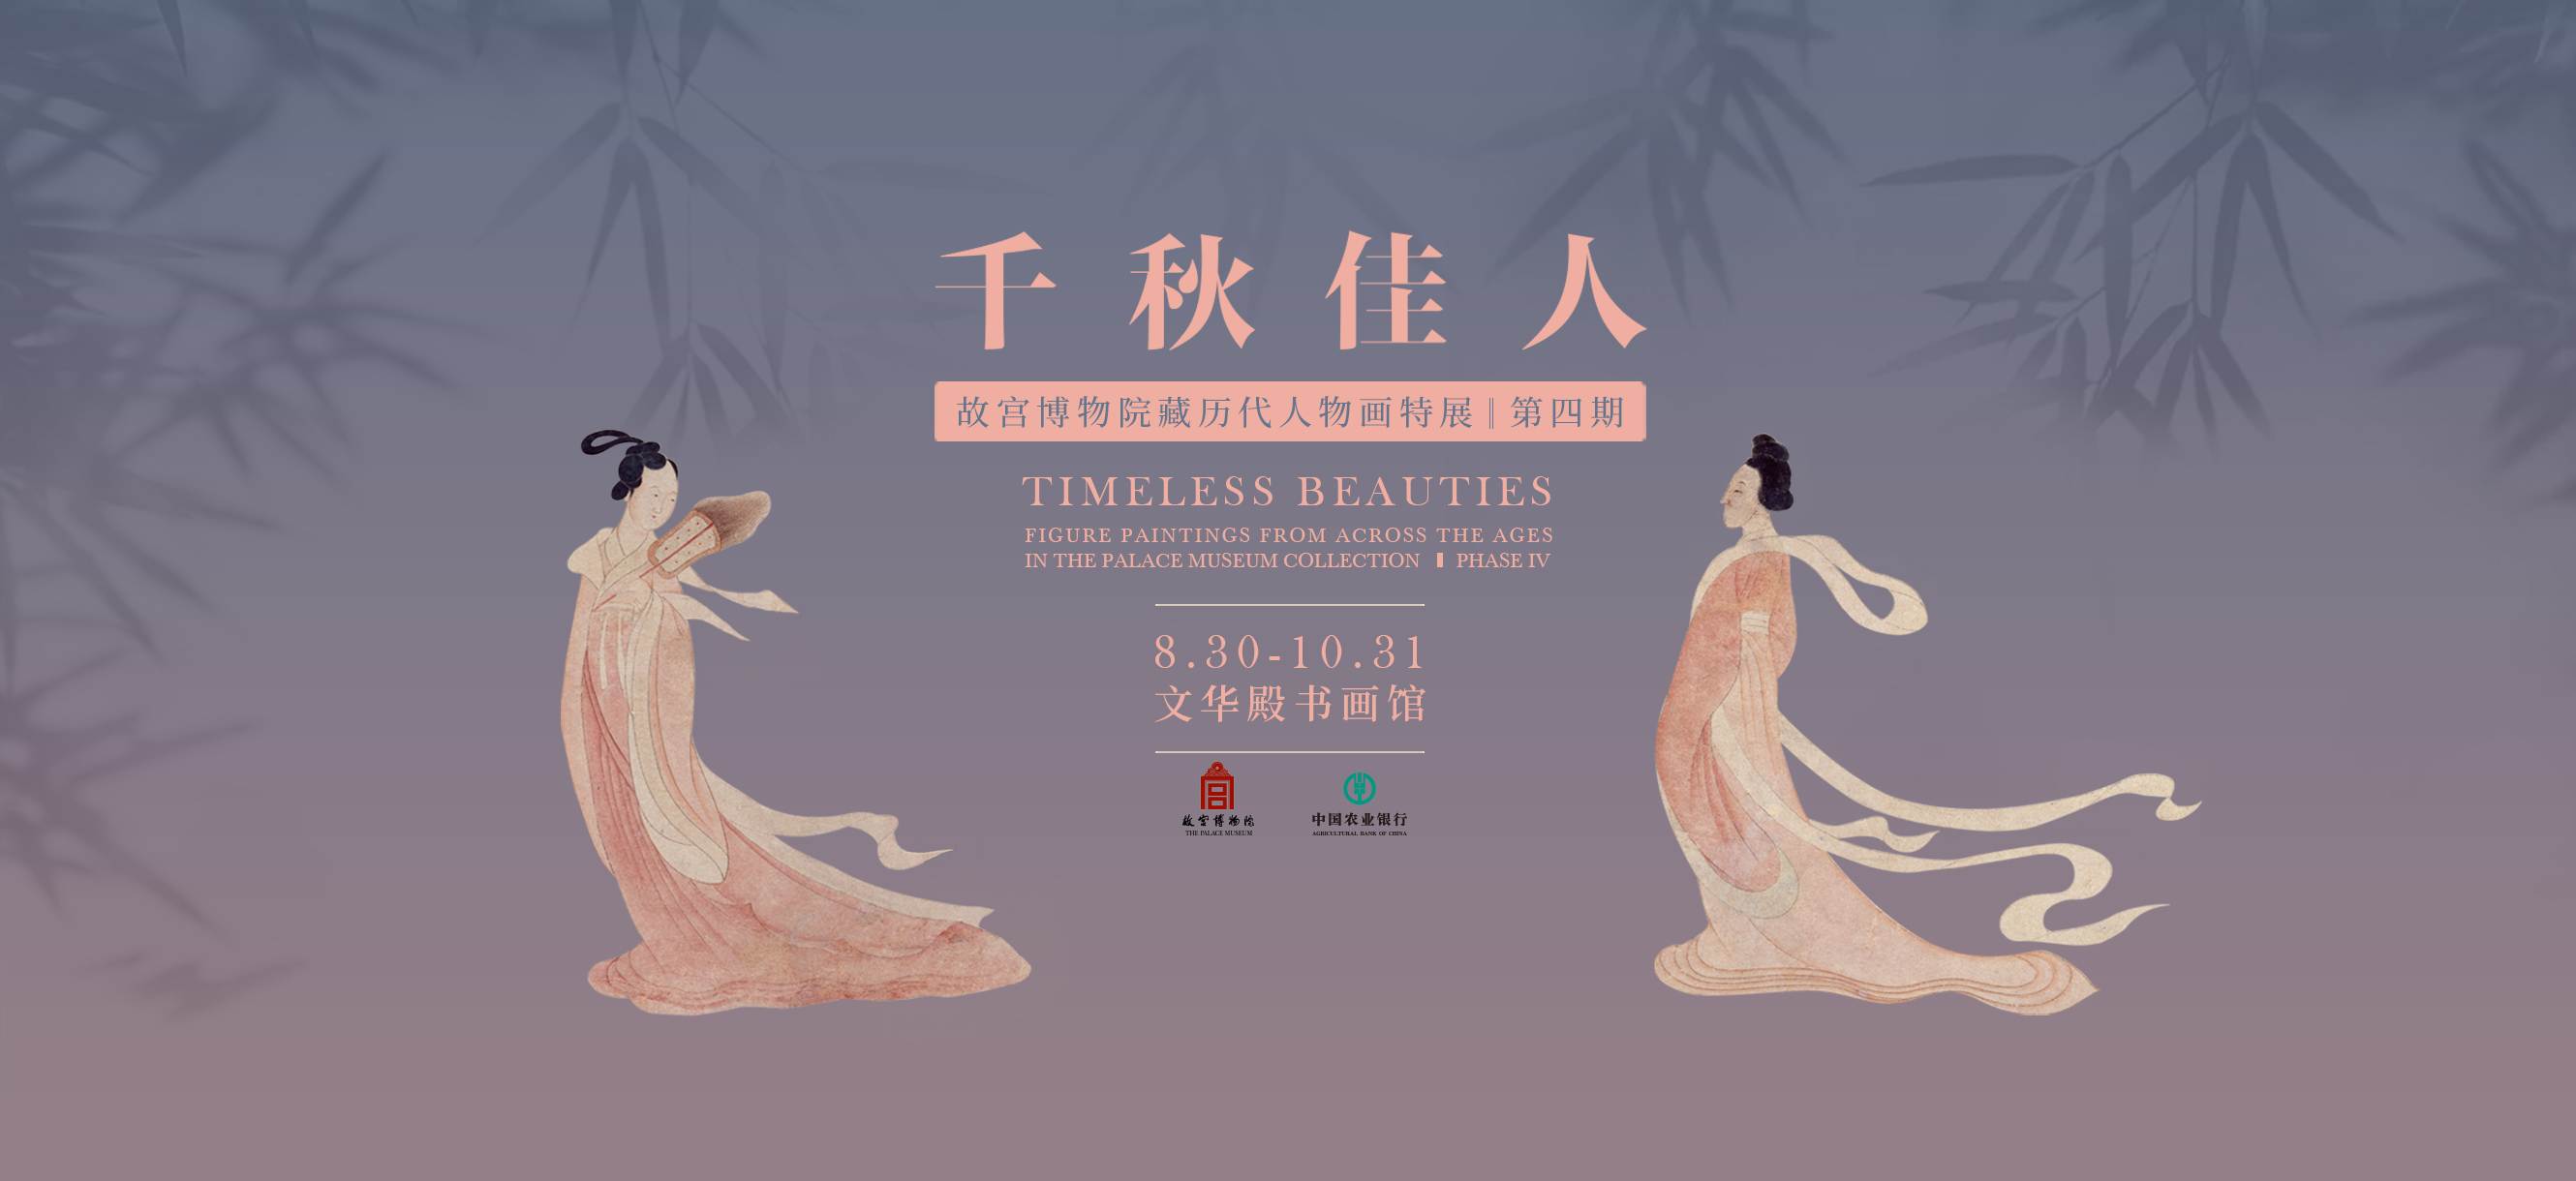 千秋佳人
故宫博物院藏历代人物画特展‖第四期
TIMELESS BEAUTIES
FIGURE PAINTINGS FROM ACROSS THE AGES
IN THE PALACE MUSEUM COLLECTION ▮ PHASE IV
8.30-10.31
文华殿书画馆
故宫博物院
THE PALACE MUSEUM
中国农业银行
AGRICULTURAL BANK OF CHINA